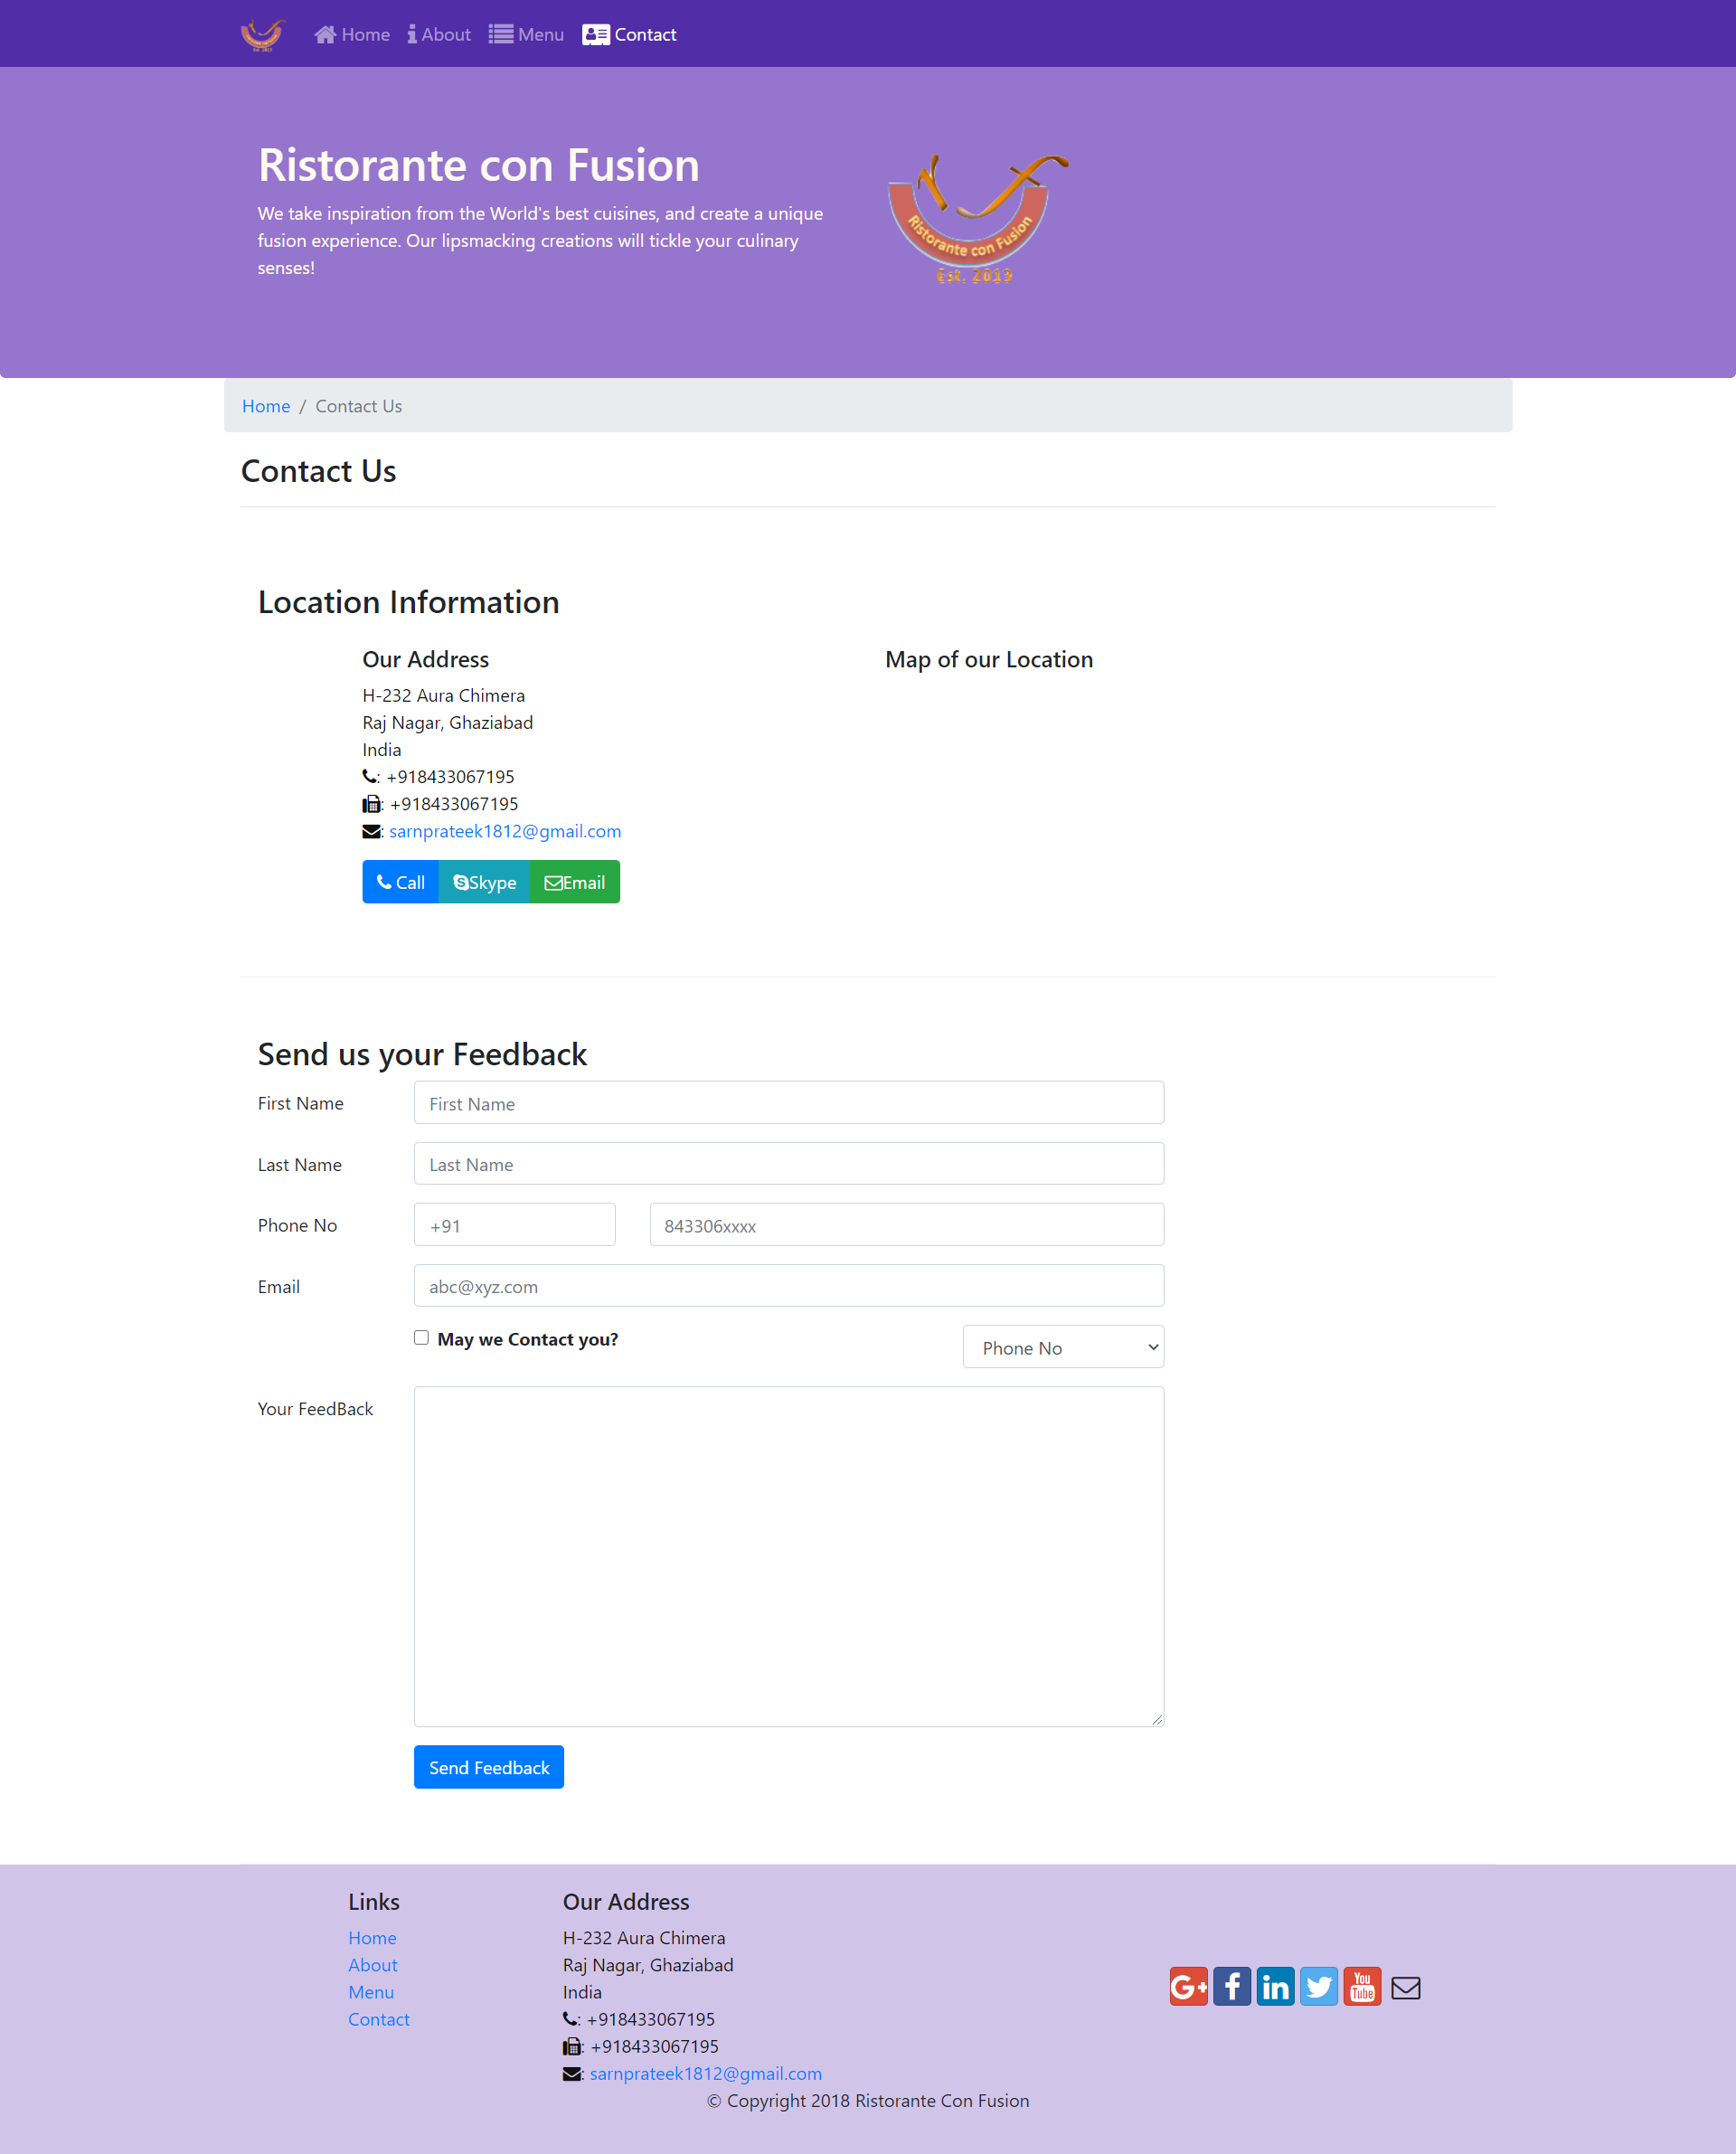 Home About Menu Contact
Ristorante con Fusion
We take inspiration from the World's best cuisines, and create a unique
fusion experience. Our lipsmacking creations will tickle your culinary
senses!
Ristorante con Fusion
Est. 2013
Home / Contact Us
Contact Us
Location Information
Our Address
H-232 Aura Chimera
Raj Nagar, Ghaziabad
India
: +918433067195
: +918433067195
: sarnprateek1812@gmail.com
Call Skype Email
Map of our Location
Send us your Feedback
First Name First Name
Last Name Last Name
Phone No +91 843306xxxx
Email abc@xyz.com
May we Contact you? Phone No
Your FeedBack
Send Feedback
Links
Home
About
Menu
Contact
Our Address
H-232 Aura Chimera
Raj Nagar, Ghaziabad
India
: +918433067195
: +918433067195
: sarnprateek1812@gmail.com
G+ f in You Tube
© Copyright 2018 Ristorante Con Fusion